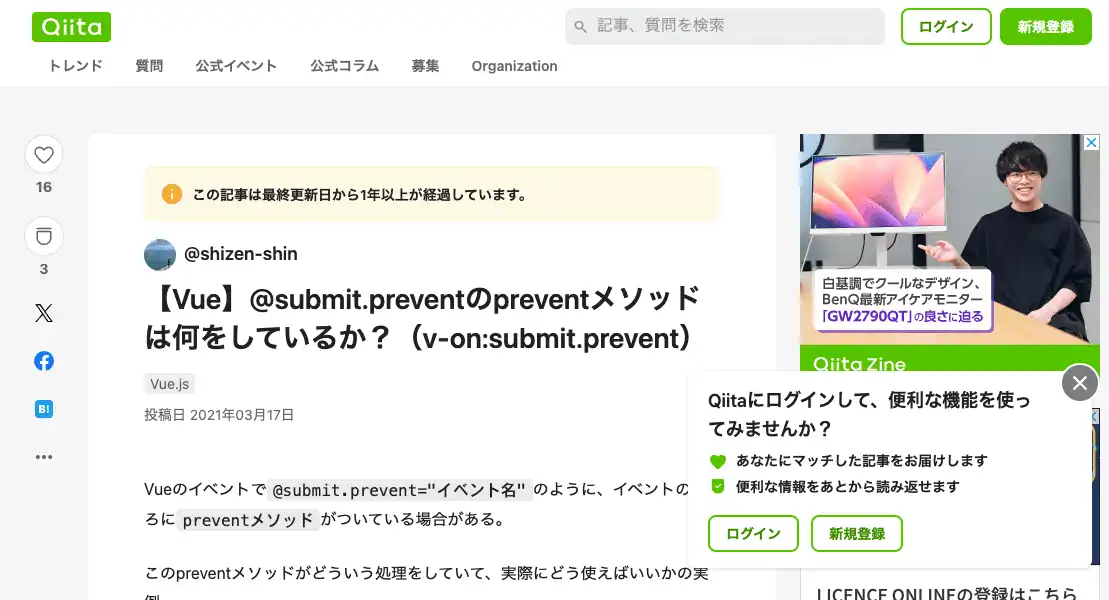 Qiita
記事、質問を検索
ログイン
新規登録
トレンド
質問
公式イベント
公式コラム
募集
Organization
16
3
B!
この記事は最終更新日から1年以上が経過しています。
@shizen-shin
【Vue】@submit.preventのpreventメソッド
は何をしているか？（v-on:submit.prevent）
Vue.js
投稿日 2021年03月17日
Vueのイベントで @submit.prevent="イベント名" のように、イベントの
ろに preventメソッド がついている場合がある。
このpreventメソッドがどういう処理をしていて、実際にどう使えばいいかの実
白基調でクールなデザイン、
BenQ最新アイケアモニター
「GW2790QT」の良さに迫る
Qiita Zine
Qiitaにログインして、便利な機能を使っ
てみませんか？
あなたにマッチした記事をお届けします
便利な情報をあとから読み返せます
ログイン
新規登録
LICENCE ONLINEの登録はこちら